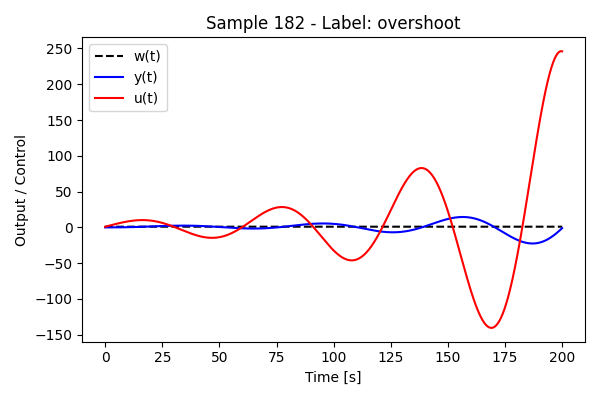 Sample 182 - Label: overshoot
w(t)
y(t)
u(t)
Output / Control
250
200
150
100
50
0
−50
−100
−150
0 25 50 75 100 125 150 175 200
Time [s]